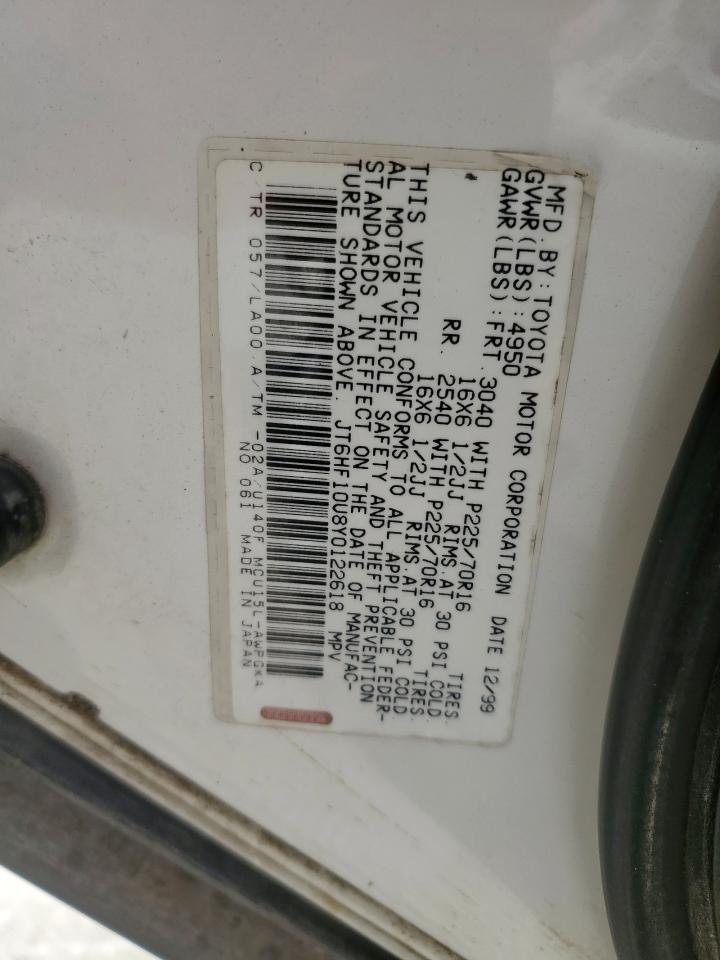 MFD. BY: TOYOTA MOTOR CORPORATION DATE 12/99
GVWR(LBS): 4950
GAWR(LBS): FRT. 3040 WITH P225/70R16 TIRES.
16X6 1/2JJ RIMS. AT 30 PSI COLD
RR. 2540 WITH P225/70R16 TIRES.
16X6 1/2JJ RIMS. AT 30 PSI COLD
THIS VEHICLE CONFORMS TO ALL APPLICABLE FEDER-
AL MOTOR VEHICLE SAFETY AND THEFT PREVENTION
STANDARDS IN EFFECT ON THE DATE OF MANUFAC-
TURE SHOWN ABOVE. JT6HF10U8Y0122618 MPV
C/TR 057/LA00 A/TM -02A/U140F MCU15L-AWPGKA
NO 061 MADE IN JAPAN